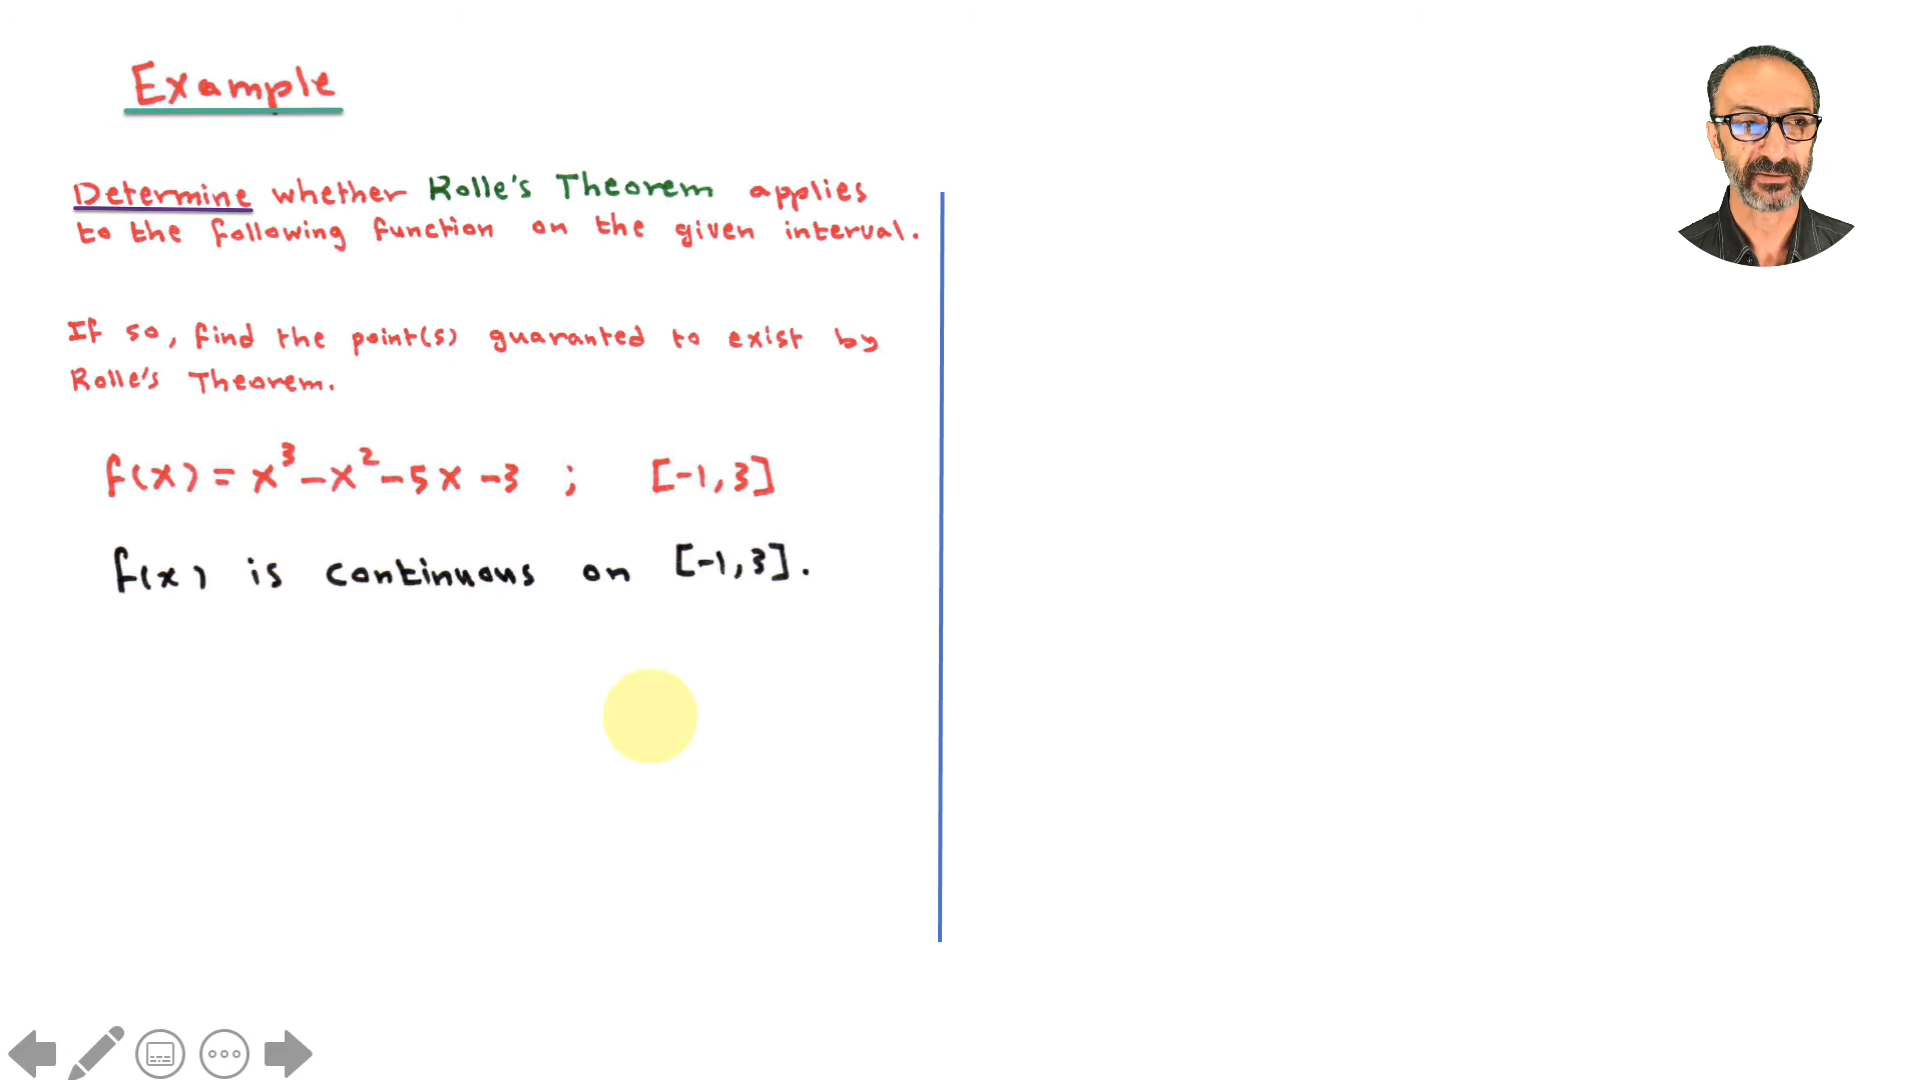 Example
Determine whether Rolle's Theorem applies
to the following function on the given interval.
If so, find the point(s) guaranted to exist by
Rolle's Theorem.
f(x) = x³ - x² - 5x - 3 ; [-1, 3]
f(x) is continuous on [-1, 3].